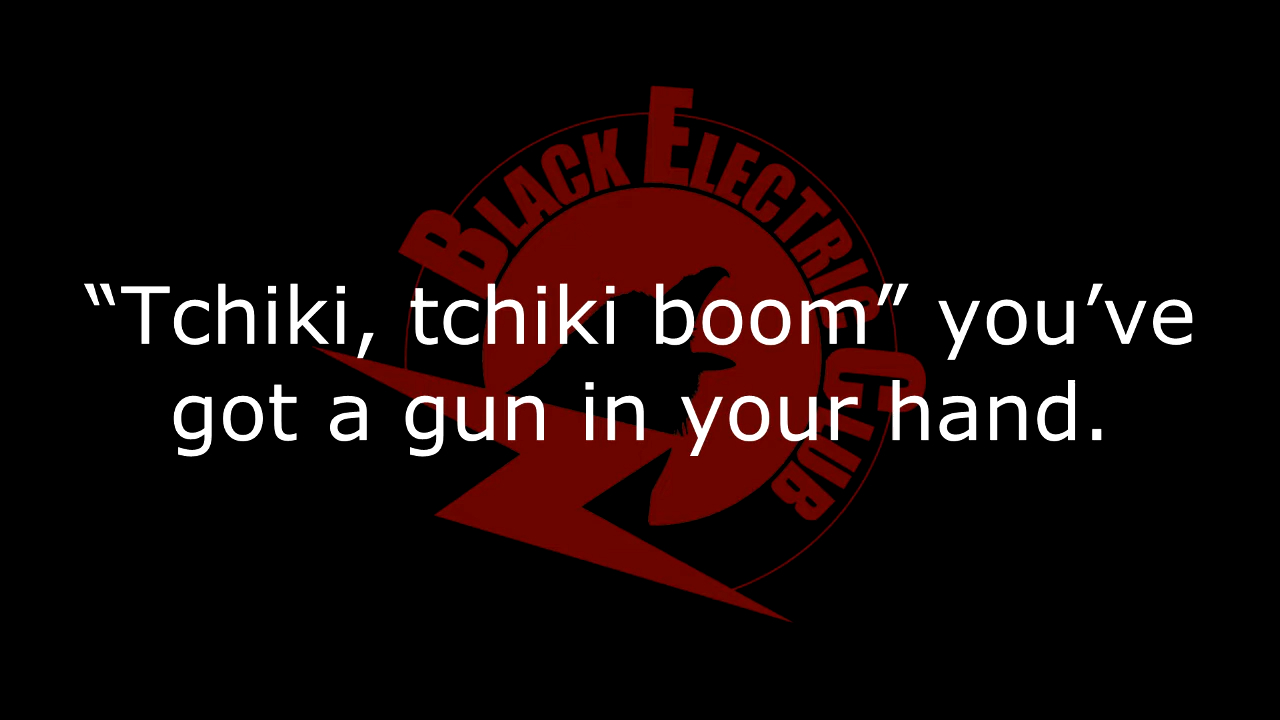 BLACK ELECTRIC CLUB
“Tchiki, tchiki boom” you’ve
got a gun in your hand.